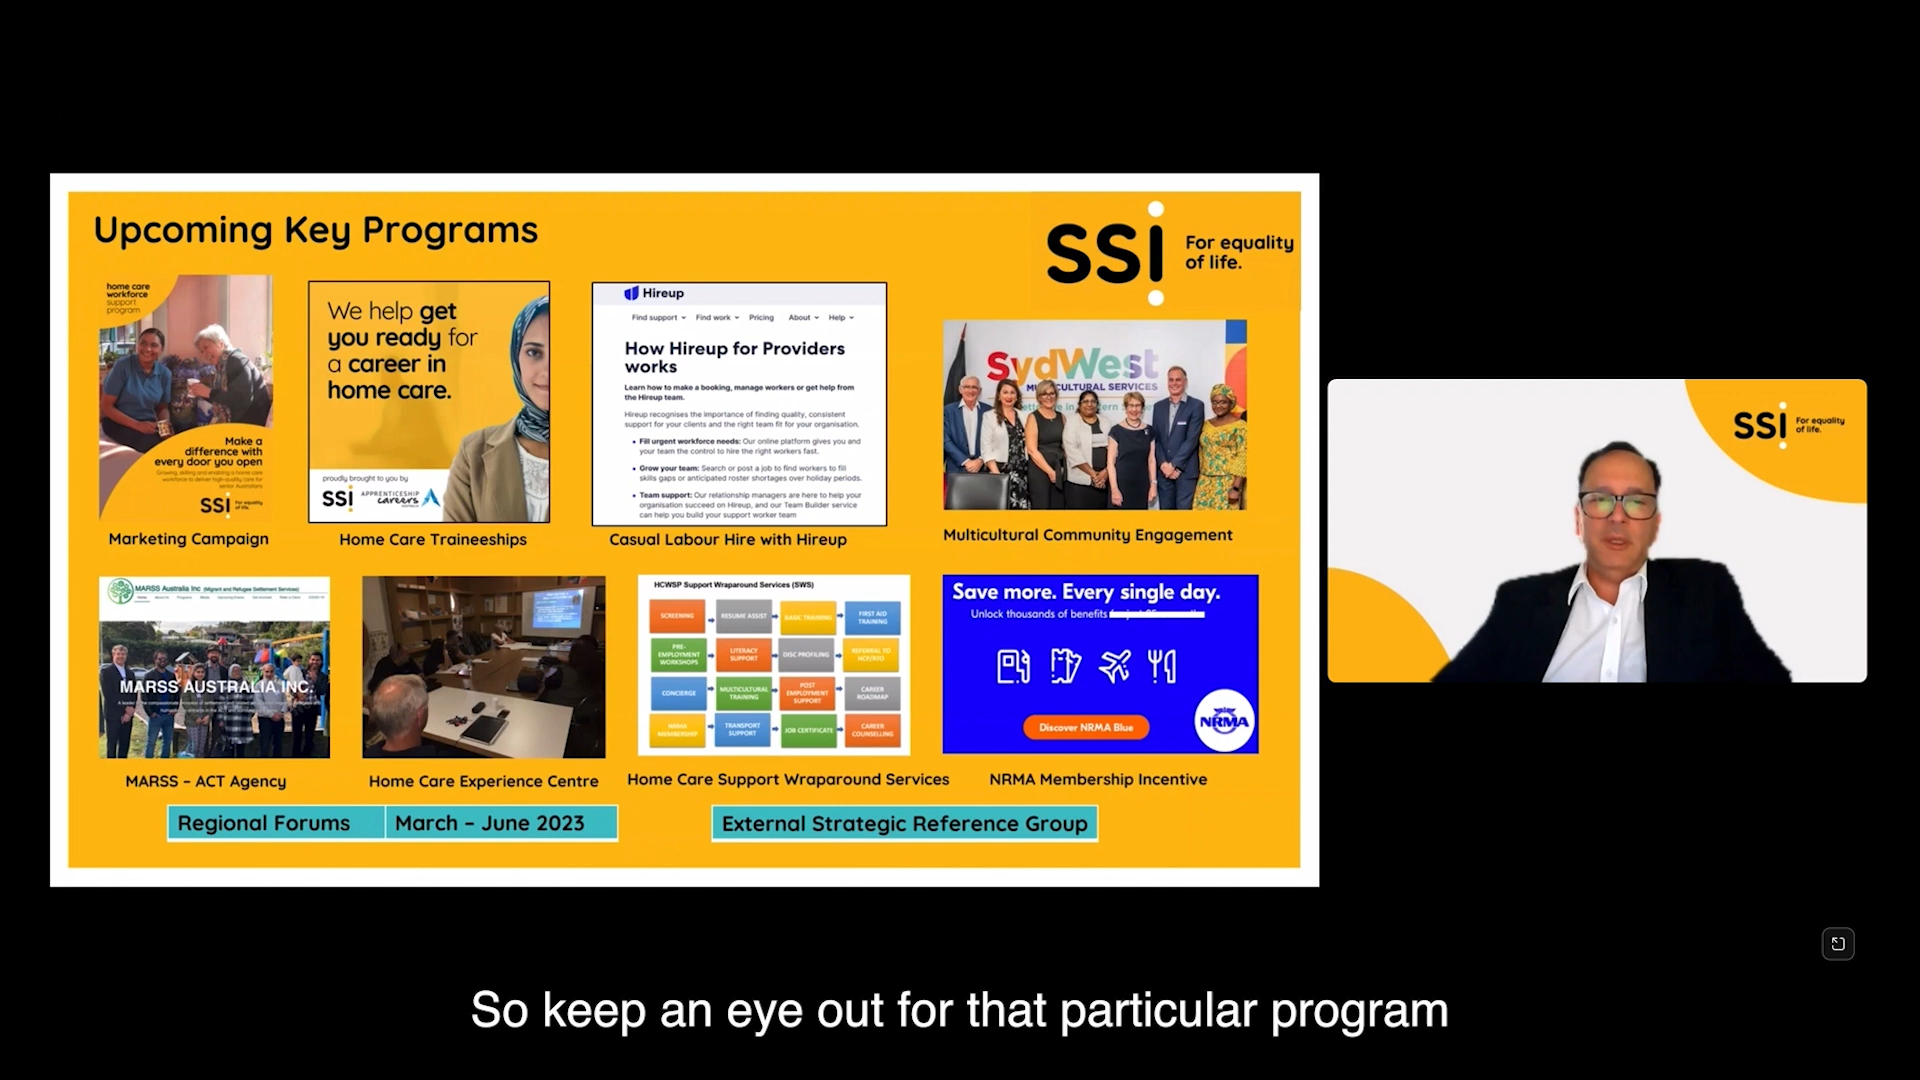 Upcoming Key Programs
SSI
For equality
of life.
home care
workforce
support
program
Make a
difference with
every door you open
Growing, skilling and enabling a home care
workforce to deliver high-quality care for
senior Australians
SSI For equality
of life.
Marketing Campaign
We help get
you ready for
a career in
home care.
proudly brought to you by
SSI APPRENTICESHIP
careers
AUSTRALIA
Home Care Traineeships
Hireup
Find support Find work Pricing About Help
How Hireup for Providers
works
Learn how to make a booking, manage workers or get help from
the Hireup team.
Hireup recognises the importance of finding quality, consistent
support for your clients and the right team fit for your organisation.
• Fill urgent workforce needs: Our online platform gives you and
your team the control to hire the right workers fast.
• Grow your team: Search or post a job to find workers to fill
skills gaps or anticipated roster shortages over holiday periods.
• Team support: Our relationship managers are here to help your
organisation succeed on Hireup, and our Team Builder service
can help you build your support worker team
Casual Labour Hire with Hireup
SydWest
MULTICULTURAL SERVICES
Multicultural Community Engagement
MARSS Australia Inc (Migrant and Refugee Settlement Services)
Home About Us Programs
MARSS AUSTRALIA INC.
MARSS – ACT Agency
Home Care Experience Centre
HCWSP Support Wraparound Services (SWS)
SCREENING RESUME ASSIST BASIC TRAINING FIRST AID
TRAINING
PRE-
EMPLOYMENT
WORKSHOPS
LITERACY
SUPPORT
DISC PROFILING
REFERRAL TO
HCP/RTO
CONCIERGE
MULTICULTURAL
TRAINING
POST
EMPLOYMENT
SUPPORT
CAREER
ROADMAP
NRMA
MEMBERSHIP
TRANSPORT
SUPPORT
JOB CERTIFICATE
CAREER
COUNSELLING
Home Care Support Wraparound Services
Save more. Every single day.
Unlock thousands of benefits
Discover NRMA Blue
NRMA
NRMA Membership Incentive
Regional Forums March – June 2023
External Strategic Reference Group
SSI For equality
of life.
So keep an eye out for that particular program